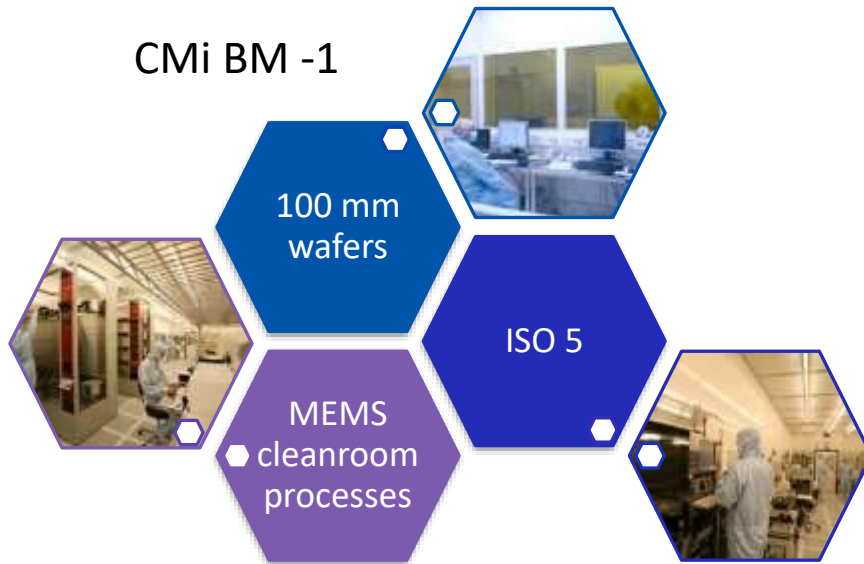 CMi BM -1
100 mm
wafers
ISO 5
MEMS
cleanroom
processes